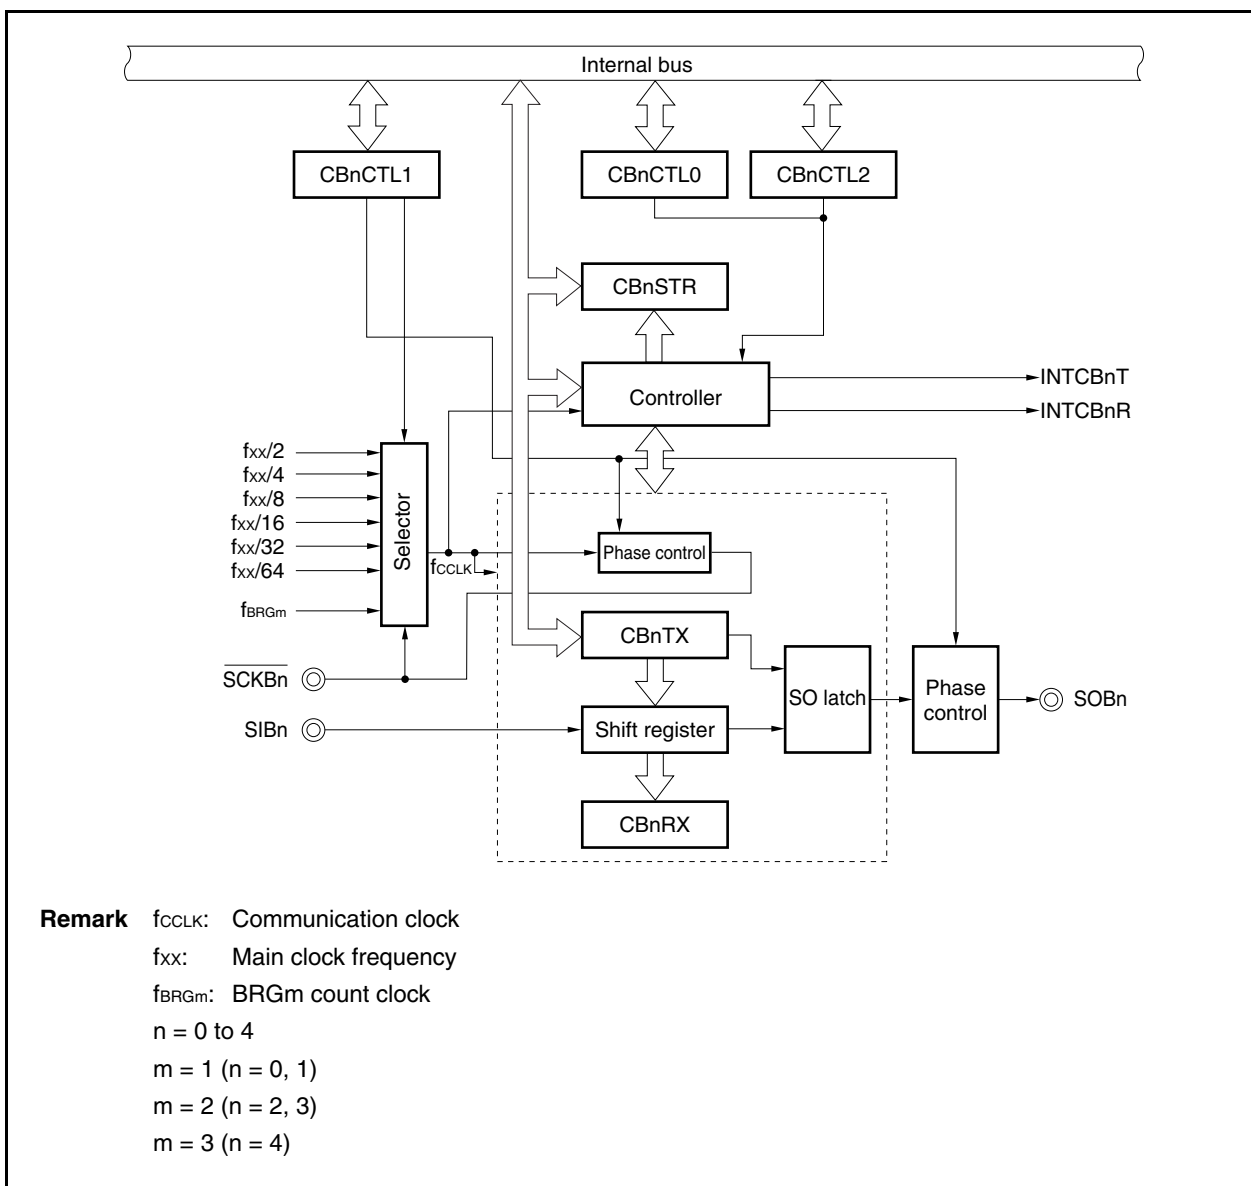 Internal bus
CBnCTL1
CBnCTL0
CBnCTL2
CBnSTR
Controller
INTCBnT
INTCBnR
fxx/2
fxx/4
fxx/8
fxx/16
fxx/32
fxx/64
fBRGm
Selector
fCCLK
Phase control
CBnTX
SCKBn
SIBn
Shift register
SO latch
Phase
control
SOBn
CBnRX
Remark fCCLK: Communication clock
fxx: Main clock frequency
fBRGm: BRGm count clock
n = 0 to 4
m = 1 (n = 0, 1)
m = 2 (n = 2, 3)
m = 3 (n = 4)